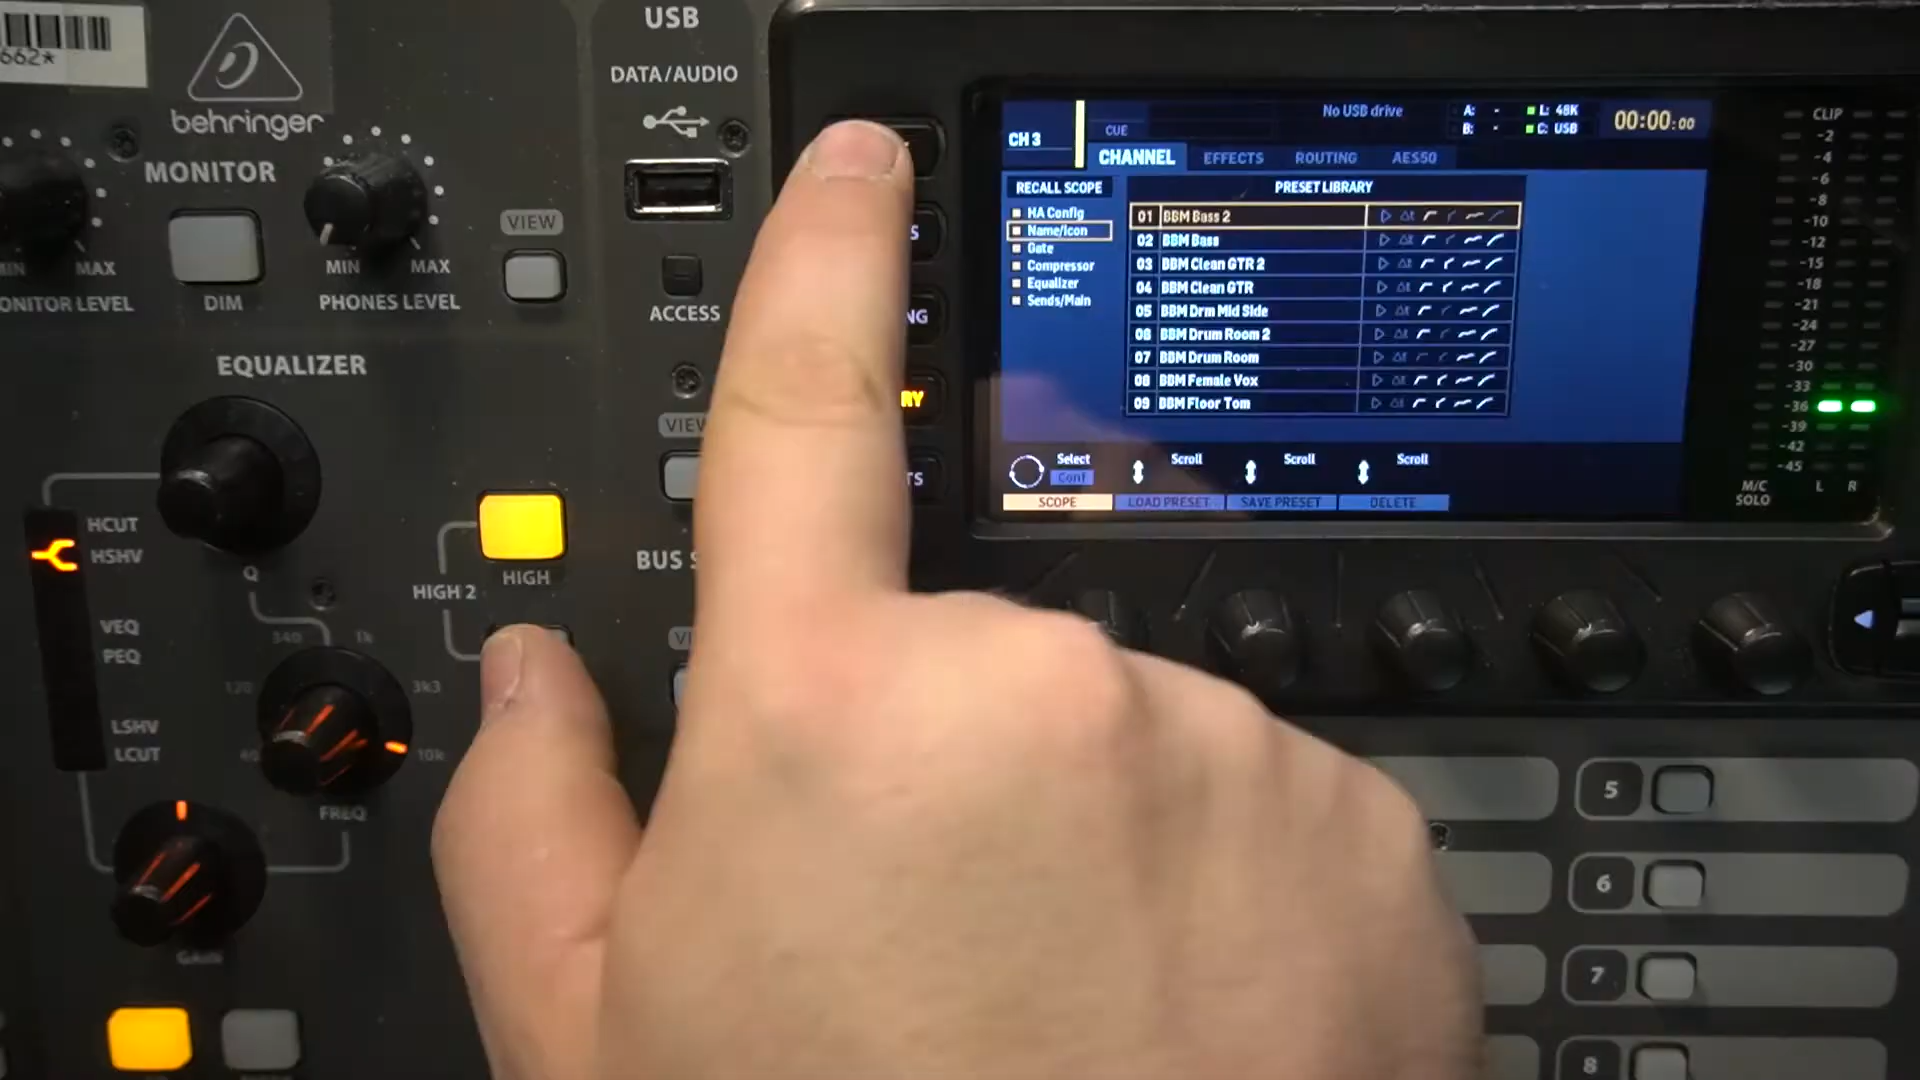 662*
behringer
MONITOR
MAX
MIN
MAX
ONITOR LEVEL
DIM
PHONES LEVEL
VIEW
USB
DATA/AUDIO
ACCESS
EQUALIZER
Q
HCUT
HSHV
VEQ
PEQ
LSHV
LCUT
HIGH
HIGH 2
340
1k
120
3k3
10k
FREQ
GAIN
VIEW
BUS S
VI
S
NG
RY
TS
CH 3
CUE
No USB drive
A: -
L: 48K
B: -
C: USB
00:00:00
CHANNEL EFFECTS ROUTING AES50
RECALL SCOPE
HA Config
Name/Icon
Gate
Compressor
Equalizer
Sends/Main
PRESET LIBRARY
01 BBM Bass 2
02 BBM Bass
03 BBM Clean GTR 2
04 BBM Clean GTR
05 BBM Drm Mid Side
06 BBM Drum Room 2
07 BBM Drum Room
08 BBM Female Vox
09 BBM Floor Tom
Select
Conf
Scroll
Scroll
Scroll
SCOPE LOAD PRESET SAVE PRESET DELETE
CLIP
-2
-4
-6
-8
-10
-12
-15
-18
-21
-24
-27
-30
-33
-36
-39
-42
-45
M/C
SOLO
L R
5
6
7
8